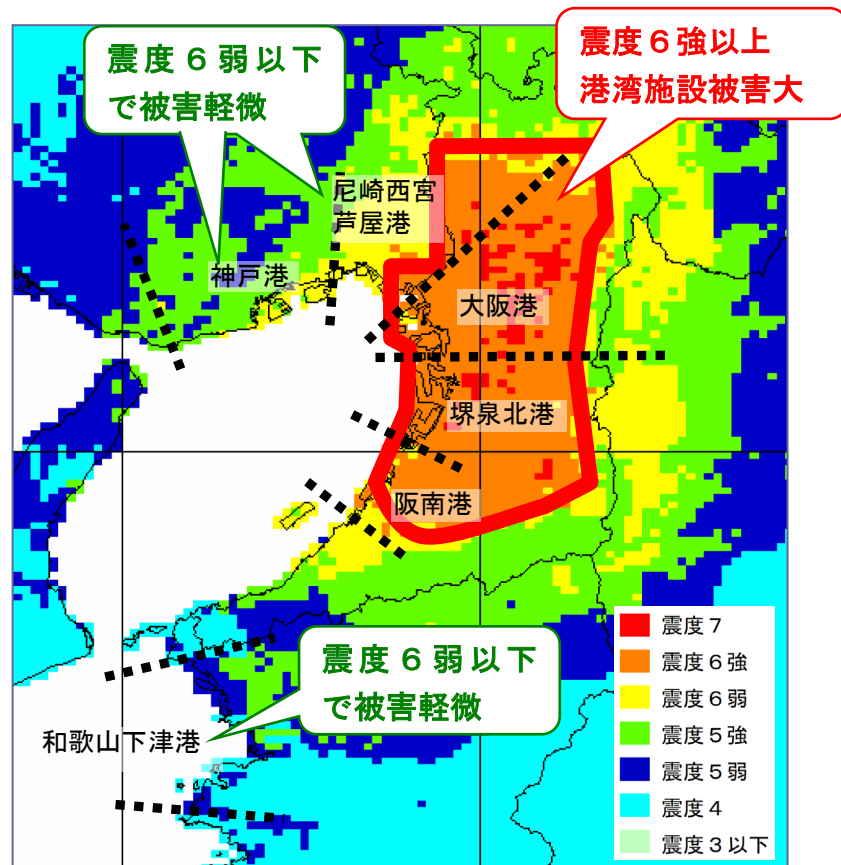 震度６弱以下
で被害軽微
震度６強以上
港湾施設被害大
尼崎西宮
芦屋港
神戸港
大阪港
堺泉北港
阪南港
震度６弱以下
で被害軽微
和歌山下津港
震度７
震度６強
震度６弱
震度５強
震度５弱
震度４
震度３以下